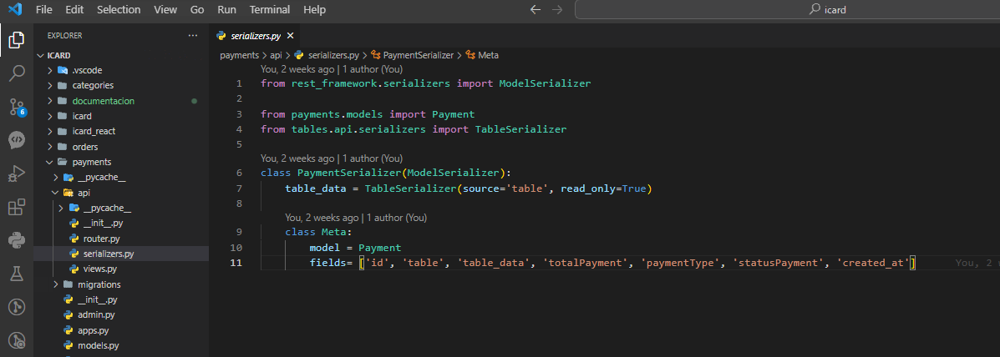 File Edit Selection View Go Run Terminal Help
icard
EXPLORER
serializers.py
ICARD
payments > api > serializers.py > PaymentSerializer > Meta
.vscode
categories
documentacion
icard
icard_react
orders
payments
__pycache__
api
__pycache__
__init__.py
router.py
serializers.py
views.py
migrations
__init__.py
admin.py
apps.py
models.py
6
You, 2 weeks ago | 1 author (You)
1 from rest_framework.serializers import ModelSerializer
2
3 from payments.models import Payment
4 from tables.api.serializers import TableSerializer
5
You, 2 weeks ago | 1 author (You)
6 class PaymentSerializer(ModelSerializer):
7 table_data = TableSerializer(source='table', read_only=True)
8
You, 2 weeks ago | 1 author (You)
9 class Meta:
10 model = Payment
11 fields= ['id', 'table', 'table_data', 'totalPayment', 'paymentType', 'statusPayment', 'created_at'] You, 2